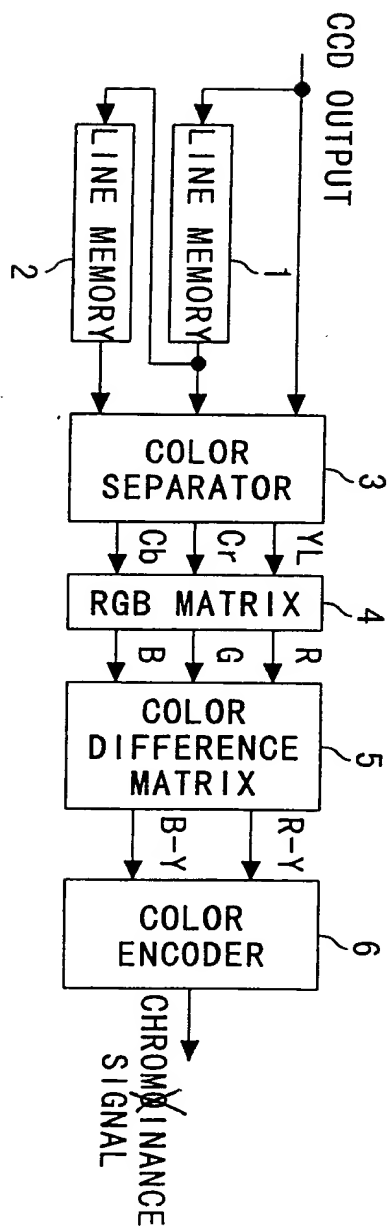 CCD OUTPUT
LINE MEMORY
1
LINE MEMORY
2
COLOR
SEPARATOR
3
YL
Cr
Cb
RGB MATRIX
4
R
G
B
COLOR
DIFFERENCE
MATRIX
5
R-Y
B-Y
COLOR
ENCODER
6
CHROMINANCE
SIGNAL